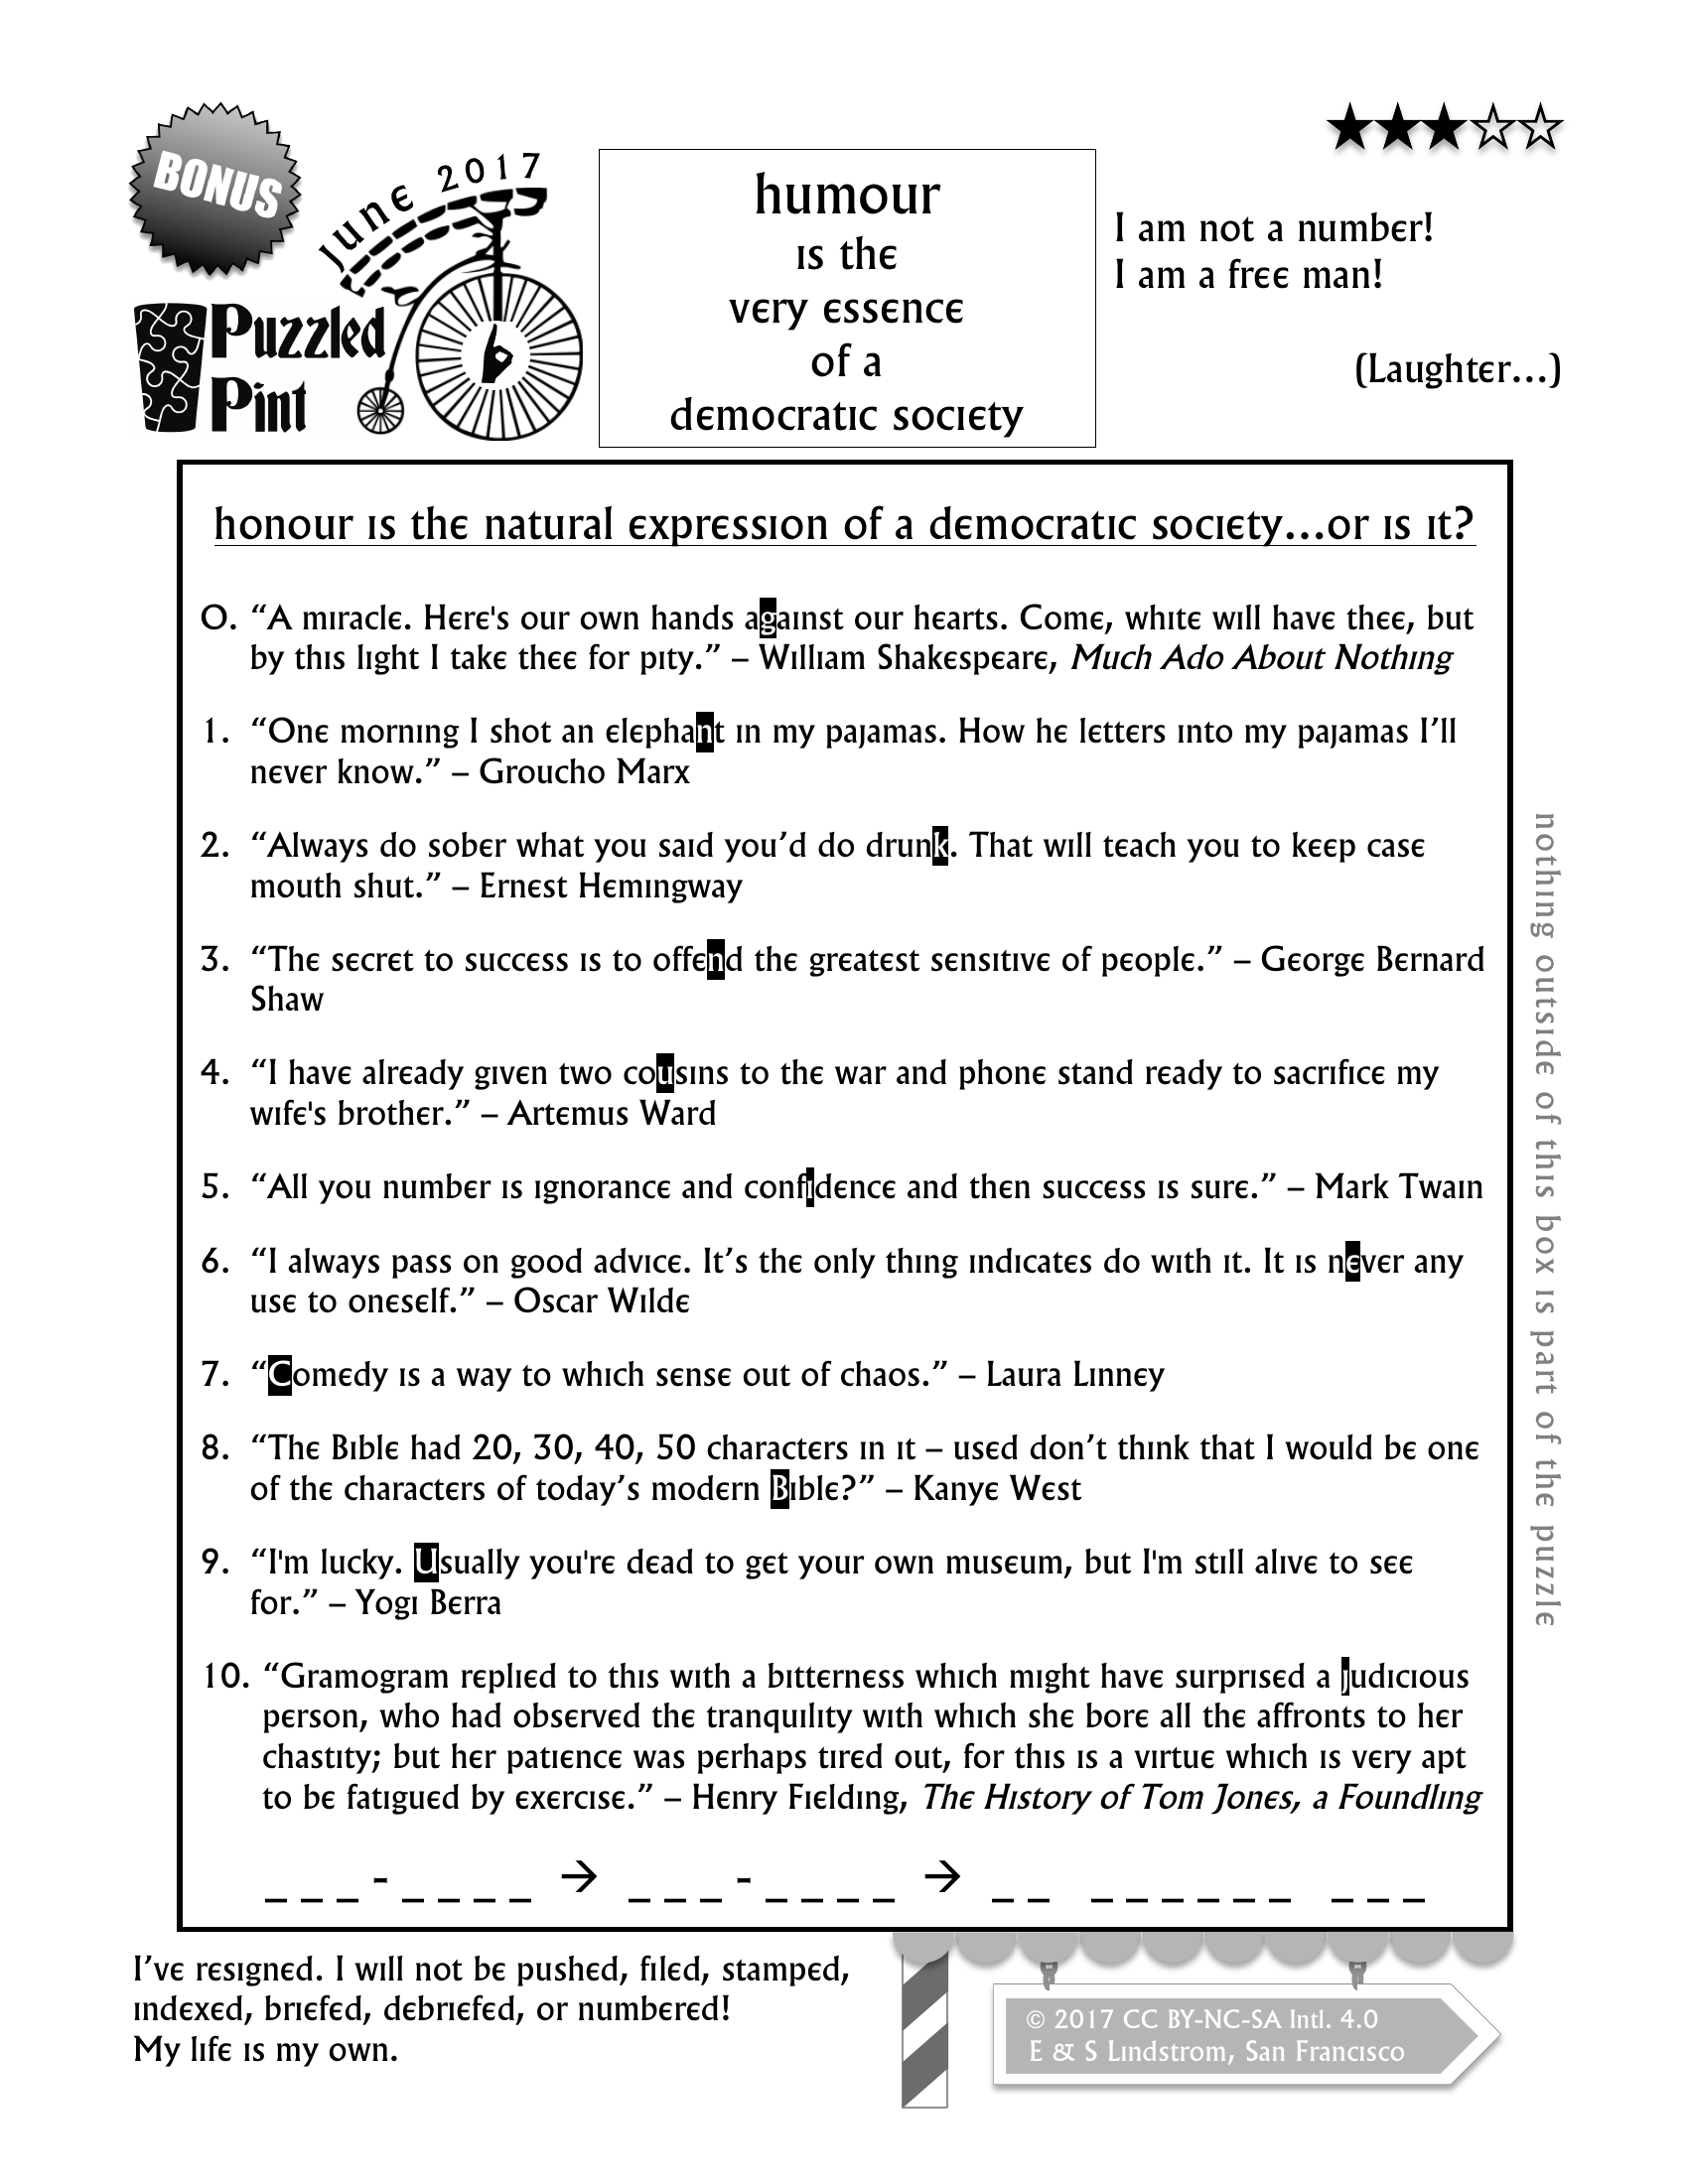 BONUS
JUNE 2017
Puzzled
Pint
humour
is the
very essence
of a
democratic society
I am not a number!
I am a free man!
(Laughter...)
honour is the natural expression of a democratic society...or is it?
0. “A miracle. Here's our own hands against our hearts. Come, white will have thee, but
by this light I take thee for pity.” – William Shakespeare, Much Ado About Nothing
1. “One morning I shot an elephant in my pajamas. How he letters into my pajamas I’ll
never know.” – Groucho Marx
2. “Always do sober what you said you’d do drunk. That will teach you to keep case
mouth shut.” – Ernest Hemingway
3. “The secret to success is to offend the greatest sensitive of people.” – George Bernard
Shaw
4. “I have already given two cousins to the war and phone stand ready to sacrifice my
wife's brother.” – Artemus Ward
5. “All you number is ignorance and confidence and then success is sure.” – Mark Twain
6. “I always pass on good advice. It’s the only thing indicates do with it. It is never any
use to oneself.” – Oscar Wilde
7. “Comedy is a way to which sense out of chaos.” – Laura Linney
8. “The Bible had 20, 30, 40, 50 characters in it – used don’t think that I would be one
of the characters of today’s modern Bible?” – Kanye West
9. “I'm lucky. Usually you're dead to get your own museum, but I'm still alive to see
for.” – Yogi Berra
10. “Gramogram replied to this with a bitterness which might have surprised a judicious
person, who had observed the tranquility with which she bore all the affronts to her
chastity; but her patience was perhaps tired out, for this is a virtue which is very apt
to be fatigued by exercise.” – Henry Fielding, The History of Tom Jones, a Foundling
_ _ _ - _ _ _ _ → _ _ _ - _ _ _ _ → _ _ _ _ _ _ _ _ _ _ _
nothing outside of this box is part of the puzzle
I’ve resigned. I will not be pushed, filed, stamped,
indexed, briefed, debriefed, or numbered!
My life is my own.
© 2017 CC BY-NC-SA Intl. 4.0
E & S Lindstrom, San Francisco